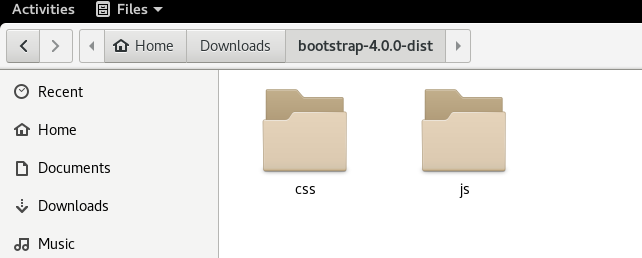 Activities Files
Home Downloads bootstrap-4.0.0-dist
Recent
Home
Documents
Downloads
Music
css js